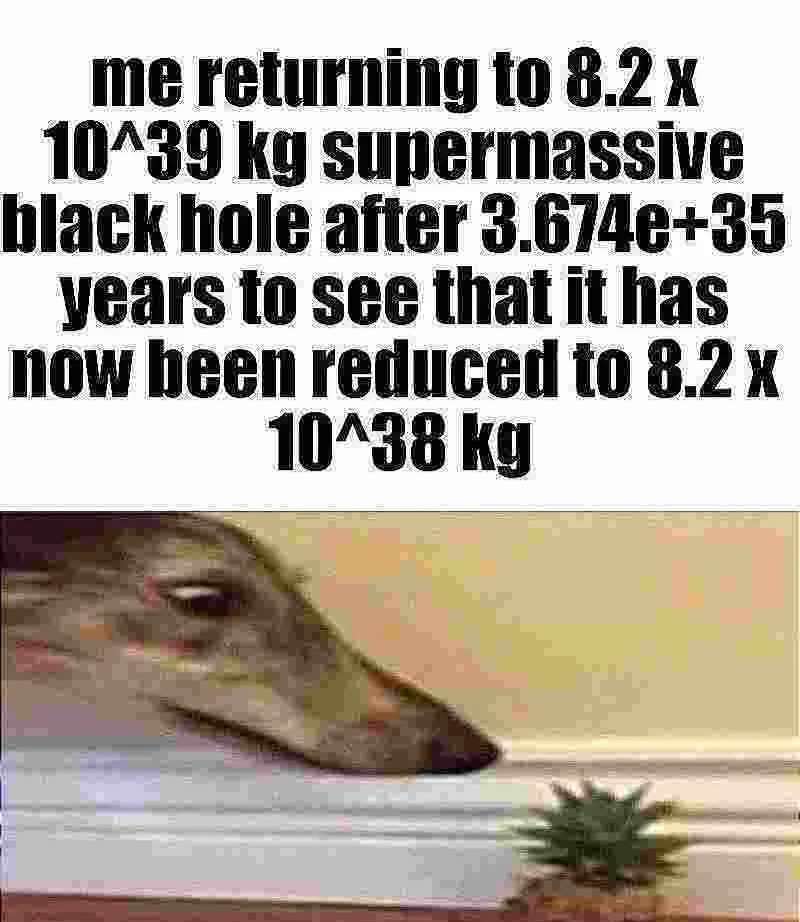 me returning to 8.2 x
10^39 kg supermassive
black hole after 3.674e+35
years to see that it has
now been reduced to 8.2 x
10^38 kg